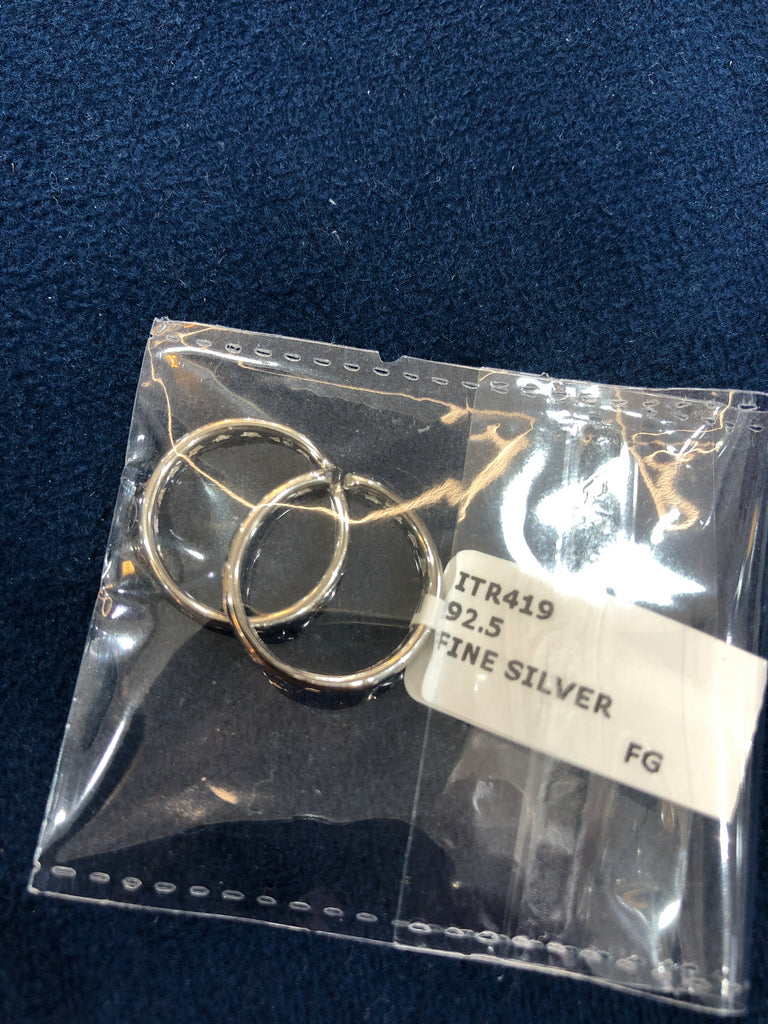 ITR419
92.5
FINE SILVER
FG